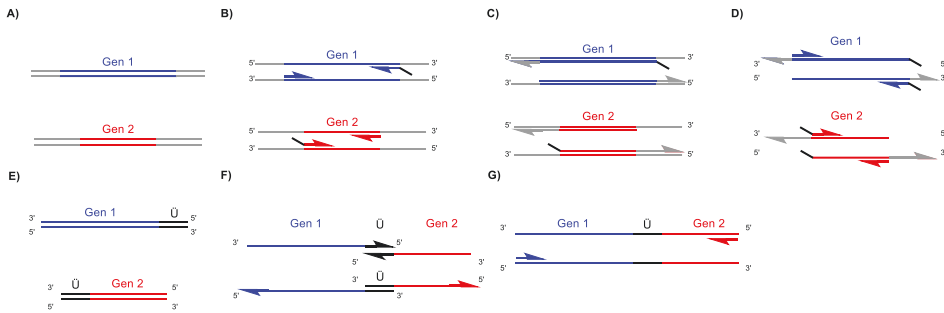 A)
Gen 1
Gen 2
B)
Gen 1
5' 3'
3' 5'
Gen 2
5' 3'
3' 5'
C)
Gen 1
5' 3'
3' 5'
Gen 2
5' 3'
3' 5'
D)
Gen 1
3' 5'
Gen 2
3' 5'
E)
Gen 1 Ü
3' 5'
5' 3'
Ü Gen 2
3' 5'
5' 3'
F)
Gen 1 Ü Gen 2
3' 5'
3' 5'
3' 5'
5' 3'
G)
Gen 1 Ü Gen 2
5' 3'
3' 5'